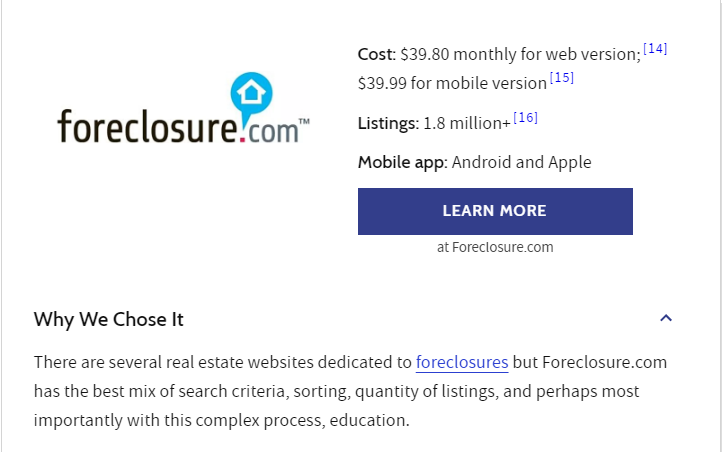 foreclosure.com™
Cost: $39.80 monthly for web version;[14]
$39.99 for mobile version[15]
Listings: 1.8 million+[16]
Mobile app: Android and Apple
LEARN MORE
at Foreclosure.com
Why We Chose It
There are several real estate websites dedicated to foreclosures but Foreclosure.com
has the best mix of search criteria, sorting, quantity of listings, and perhaps most
importantly with this complex process, education.